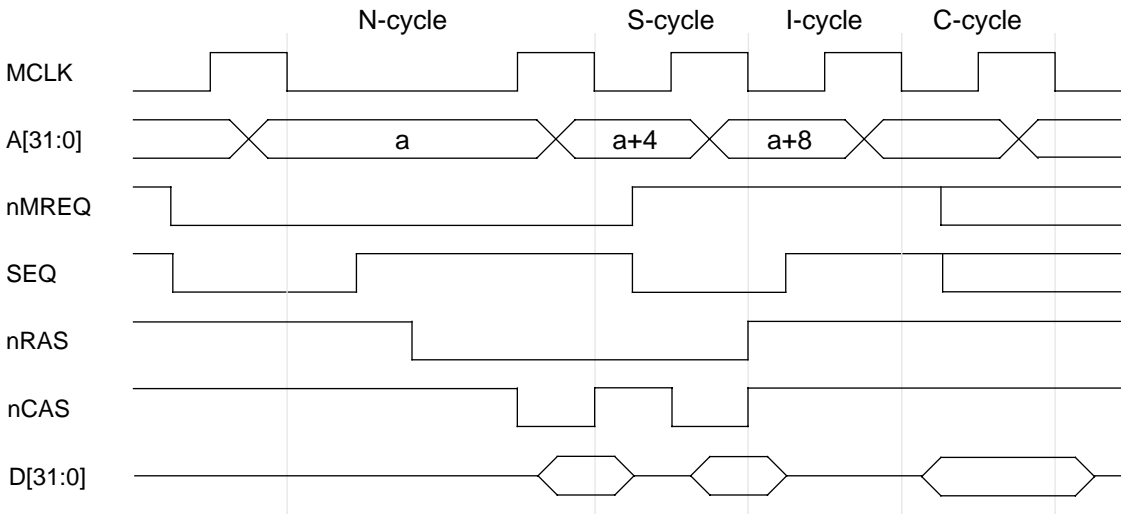 N-cycle S-cycle I-cycle C-cycle
MCLK
A[31:0] a a+4 a+8
nMREQ
SEQ
nRAS
nCAS
D[31:0]